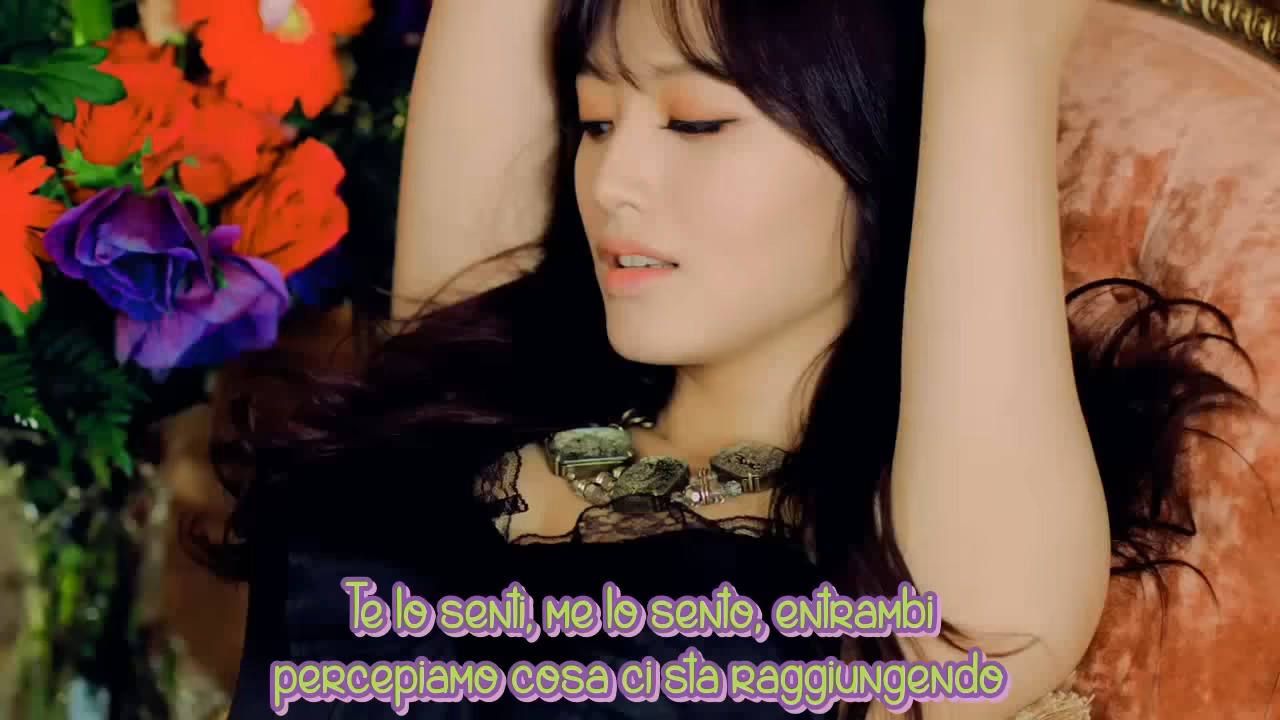 Te lo senti, me lo sento, entrambi
percepiamo cosa ci sta raggiungendo